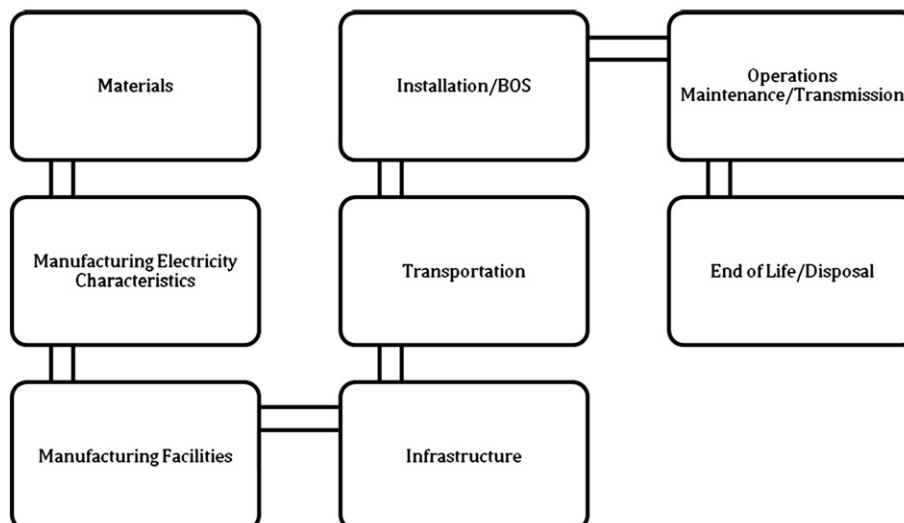 Materials
Manufacturing Electricity
Characteristics
Manufacturing Facilities
Infrastructure
Transportation
Installation/BOS
Operations
Maintenance/Transmission
End of Life/Disposal